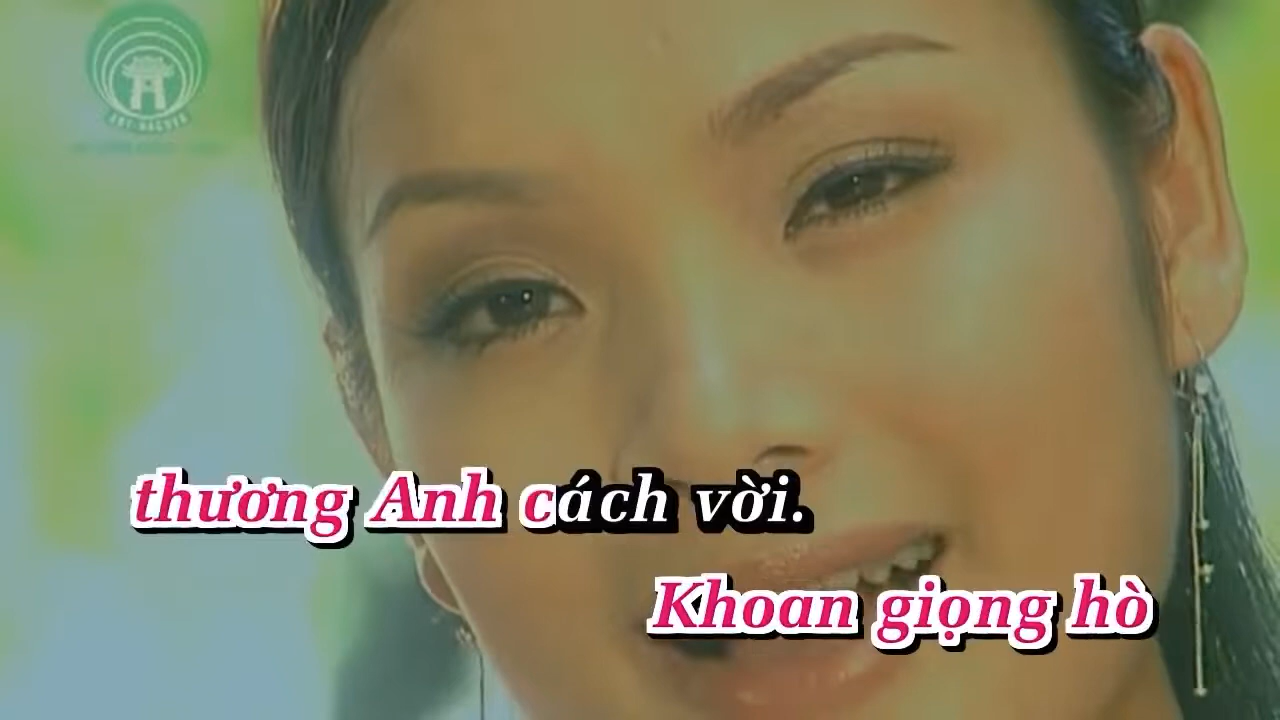 thương Anh cách vời.
Khoan giọng hò